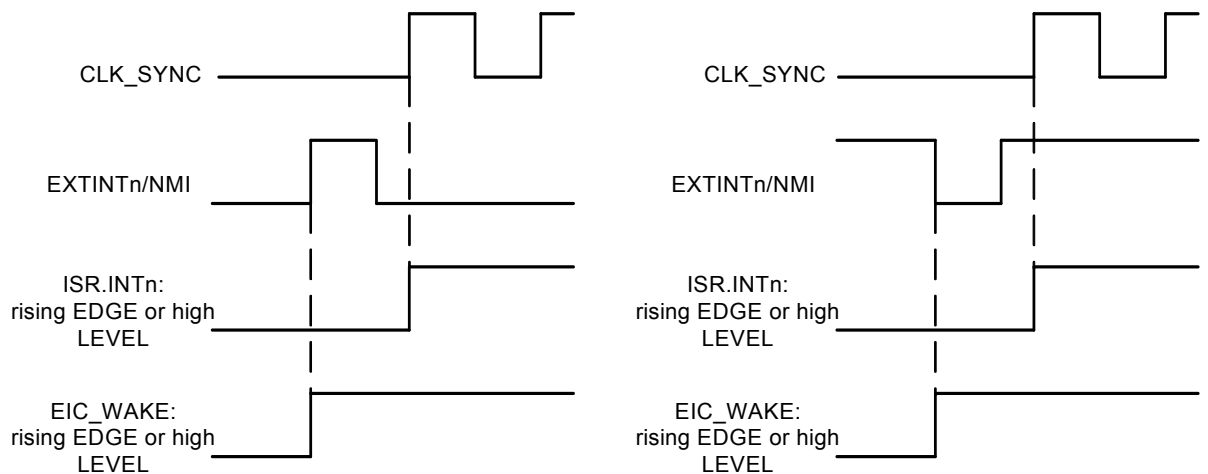 CLK_SYNC
EXTINTn/NMI
ISR.INTn:
rising EDGE or high
LEVEL
EIC_WAKE:
rising EDGE or high
LEVEL
CLK_SYNC
EXTINTn/NMI
ISR.INTn:
rising EDGE or high
LEVEL
EIC_WAKE:
rising EDGE or high
LEVEL